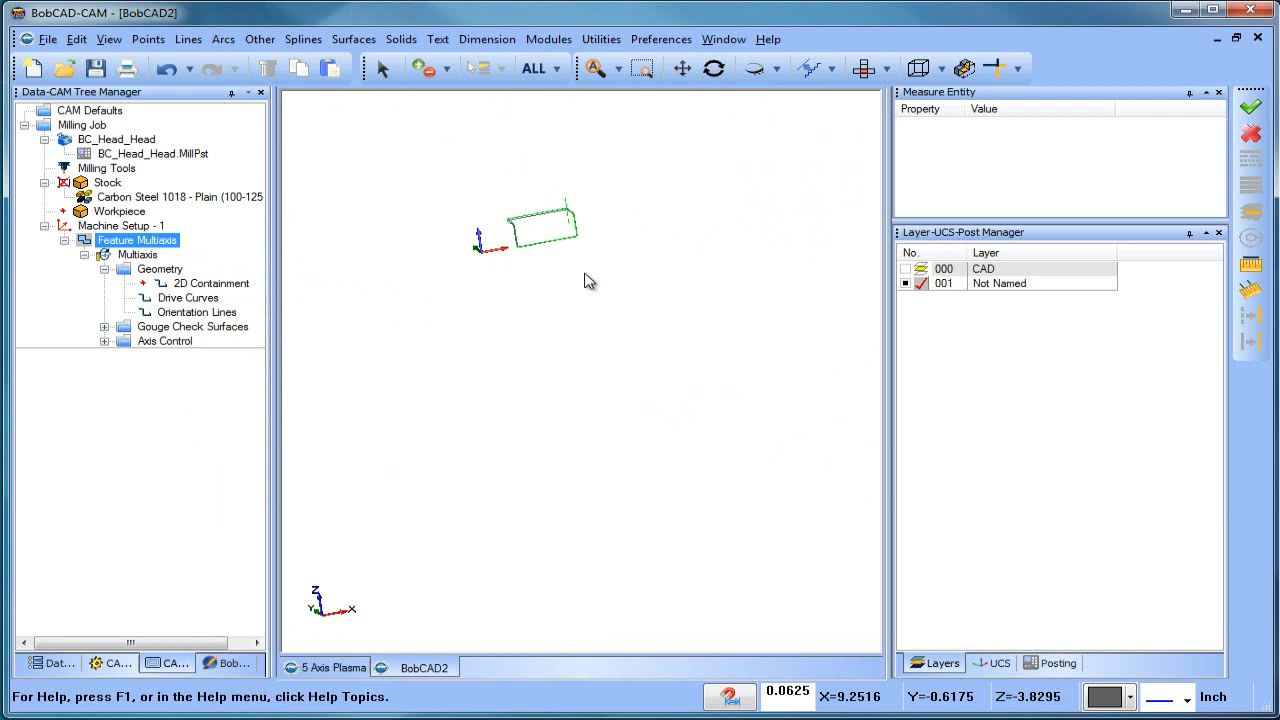 BobCAD-CAM - [BobCAD2]
File Edit View Points Lines Arcs Other Splines Surfaces Solids Text Dimension Modules Utilities Preferences Window Help
ALL
Data-CAM Tree Manager
CAM Defaults
Milling Job
BC_Head_Head
BC_Head_Head.MillPst
Milling Tools
Stock
Carbon Steel 1018 - Plain (100-125
Workpiece
Machine Setup - 1
Feature Multiaxis
Multiaxis
Geometry
2D Containment
Drive Curves
Orientation Lines
Gouge Check Surfaces
Axis Control
Dat... CA... CA... Bob...
Z
Y X
5 Axis Plasma BobCAD2
Measure Entity
Property Value
Layer-UCS-Post Manager
No. Layer
000 CAD
001 Not Named
Layers UCS Posting
For Help, press F1, or in the Help menu, click Help Topics. 0.0625 X=9.2516 Y=-0.6175 Z=-3.8295 Inch